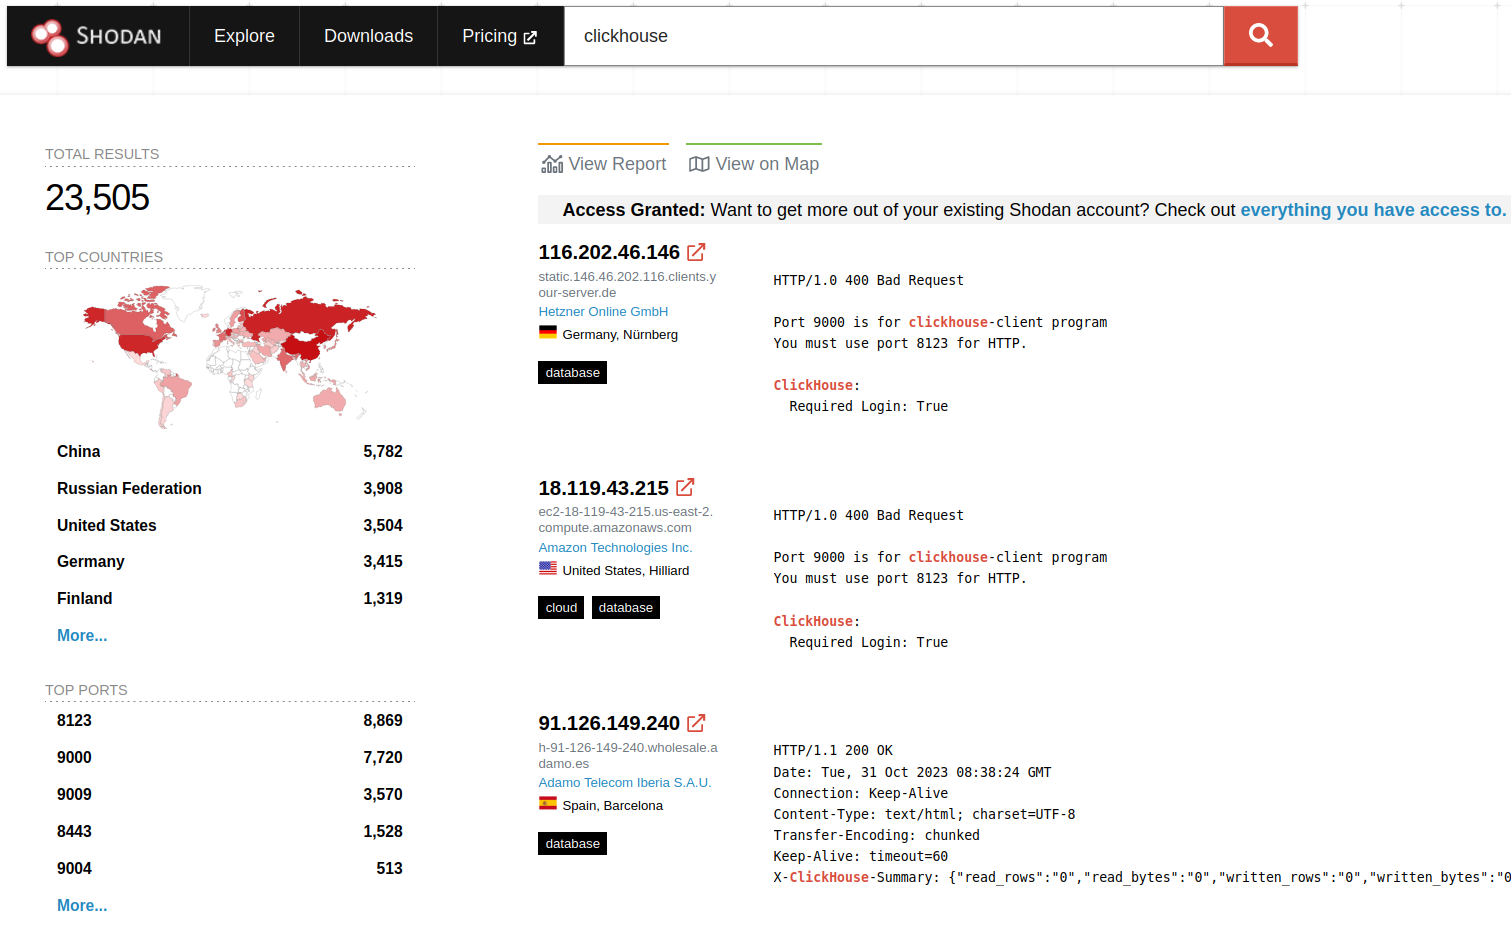 SHODAN
Explore
Downloads
Pricing
clickhouse
TOTAL RESULTS
23,505
TOP COUNTRIES
China 5,782
Russian Federation 3,908
United States 3,504
Germany 3,415
Finland 1,319
More...
TOP PORTS
8123 8,869
9000 7,720
9009 3,570
8443 1,528
9004 513
More...
View Report
View on Map
Access Granted: Want to get more out of your existing Shodan account? Check out everything you have access to.
116.202.46.146
static.146.46.202.116.clients.y
our-server.de
Hetzner Online GmbH
Germany, Nürnberg
database
HTTP/1.0 400 Bad Request
Port 9000 is for clickhouse-client program
You must use port 8123 for HTTP.
ClickHouse:
Required Login: True
18.119.43.215
ec2-18-119-43-215.us-east-2.
compute.amazonaws.com
Amazon Technologies Inc.
United States, Hilliard
cloud
database
HTTP/1.0 400 Bad Request
Port 9000 is for clickhouse-client program
You must use port 8123 for HTTP.
ClickHouse:
Required Login: True
91.126.149.240
h-91-126-149-240.wholesale.a
damo.es
Adamo Telecom Iberia S.A.U.
Spain, Barcelona
database
HTTP/1.1 200 OK
Date: Tue, 31 Oct 2023 08:38:24 GMT
Connection: Keep-Alive
Content-Type: text/html; charset=UTF-8
Transfer-Encoding: chunked
Keep-Alive: timeout=60
X-ClickHouse-Summary: {"read_rows":"0","read_bytes":"0","written_rows":"0","written_bytes":"0